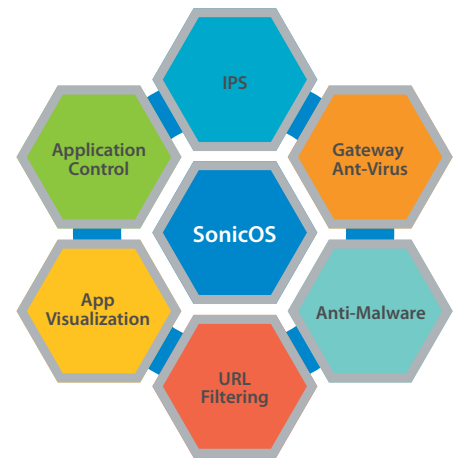 IPS
Application
Control
Gateway
Ant-Virus
SonicOS
App
Visualization
Anti-Malware
URL
Filtering